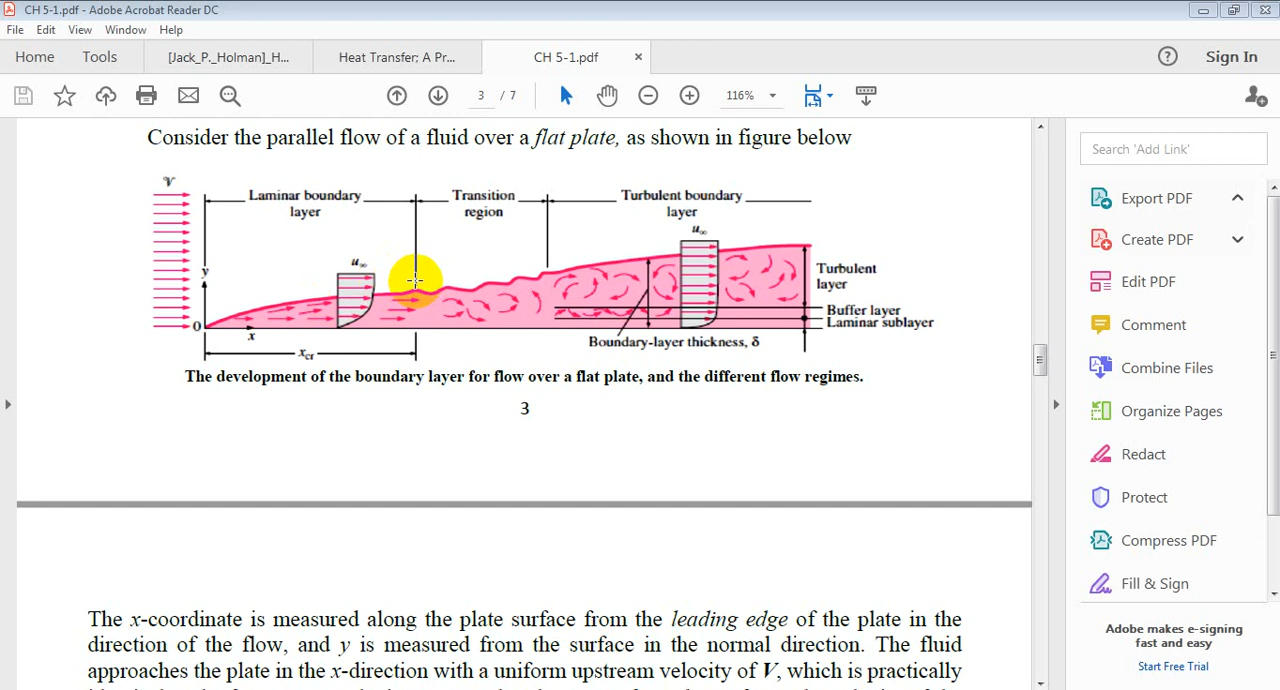 CH 5-1.pdf - Adobe Acrobat Reader DC
File Edit View Window Help
Home Tools [Jack_P._Holman]_H... Heat Transfer; A Pr... CH 5-1.pdf × ? Sign In
3 / 7 116%
Consider the parallel flow of a fluid over a flat plate, as shown in figure below
V
Laminar boundary
layer
Transition
region
Turbulent boundary
layer
u∞
u∞
y
0
x
xcr
Turbulent
layer
Buffer layer
Laminar sublayer
Boundary-layer thickness, δ
The development of the boundary layer for flow over a flat plate, and the different flow regimes.
3
The x-coordinate is measured along the plate surface from the leading edge of the plate in the
direction of the flow, and y is measured from the surface in the normal direction. The fluid
approaches the plate in the x-direction with a uniform upstream velocity of V, which is practically
Search 'Add Link'
Export PDF
Create PDF
Edit PDF
Comment
Combine Files
Organize Pages
Redact
Protect
Compress PDF
Fill & Sign
Adobe makes e-signing
fast and easy
Start Free Trial